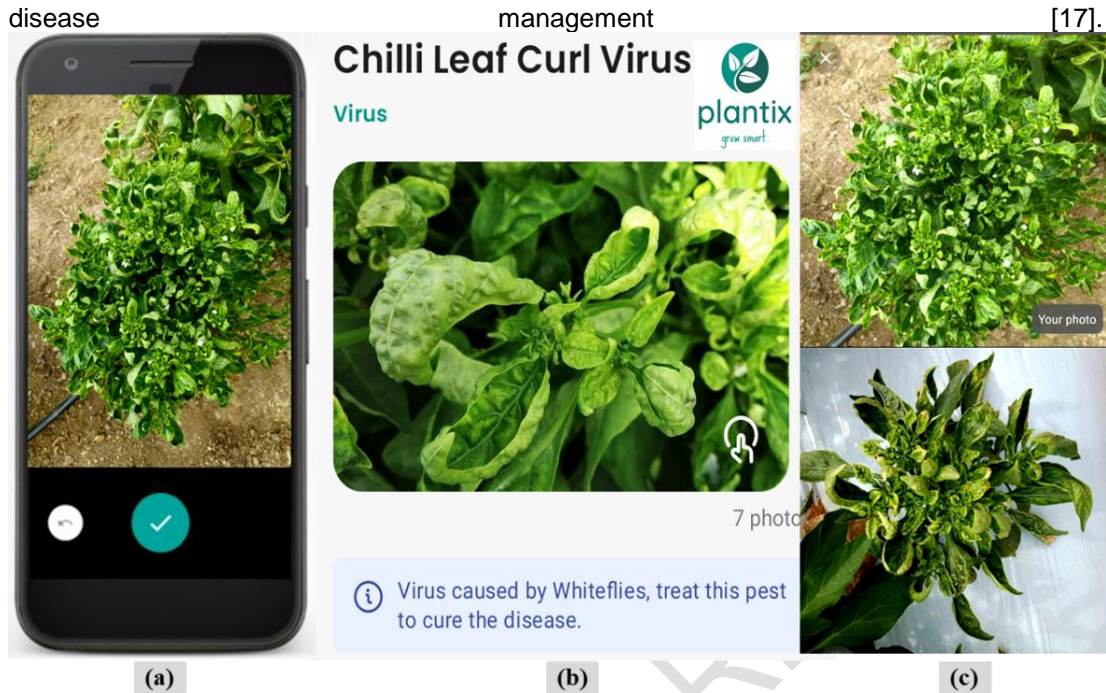 disease management [17].
Chilli Leaf Curl Virus
Virus
plantix
grow smart.
7 photo
Your photo
Virus caused by Whiteflies, treat this pest
to cure the disease.
(a) (b) (c)